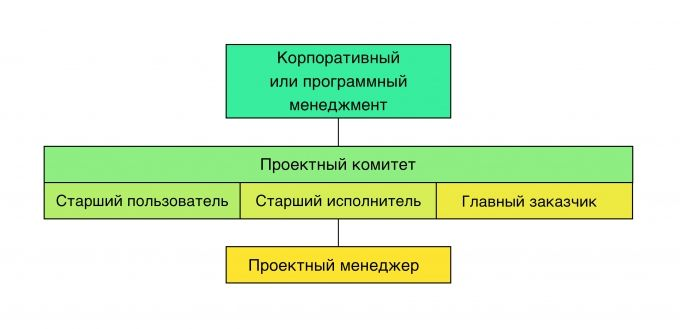 Корпоративный
или программный
менеджмент
Проектный комитет
Старший пользователь
Старший исполнитель
Главный заказчик
Проектный менеджер